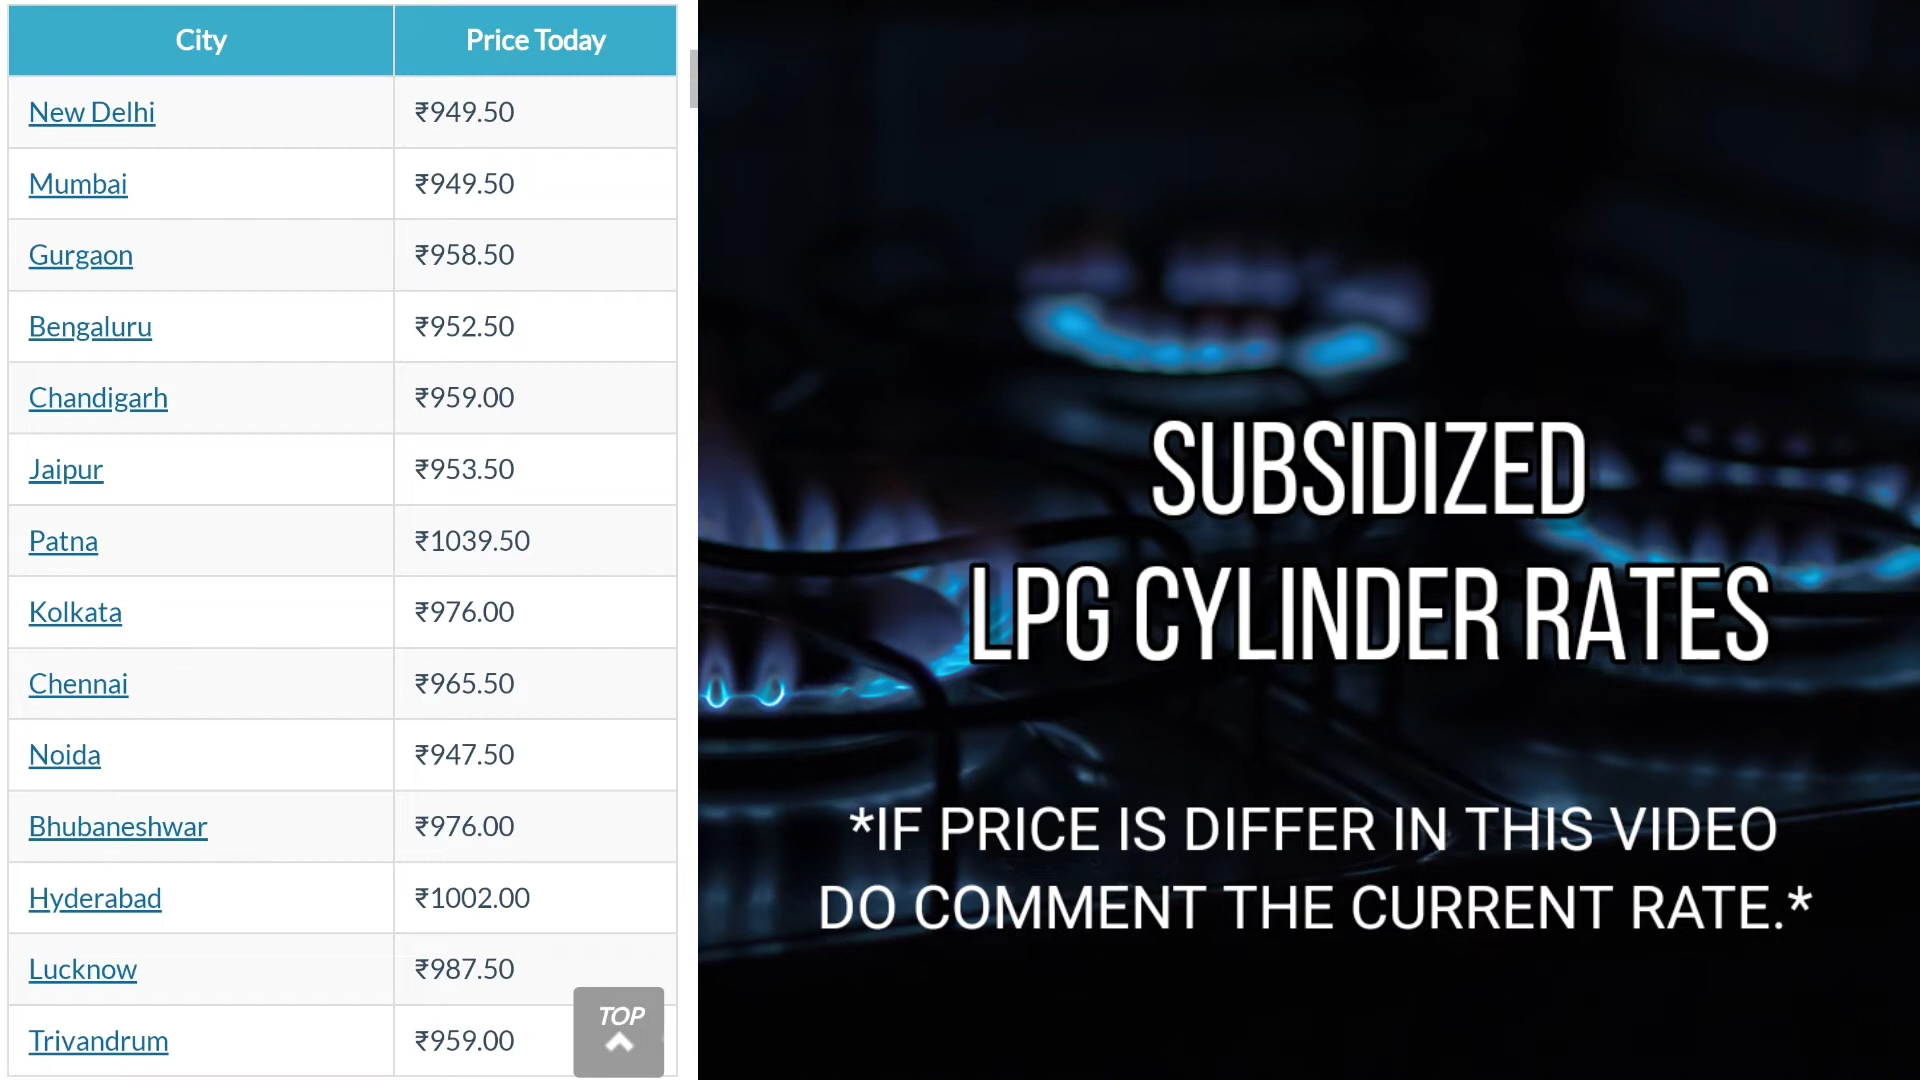 City Price Today
New Delhi ₹949.50
Mumbai ₹949.50
Gurgaon ₹958.50
Bengaluru ₹952.50
Chandigarh ₹959.00
Jaipur ₹953.50
Patna ₹1039.50
Kolkata ₹976.00
Chennai ₹965.50
Noida ₹947.50
Bhubaneshwar ₹976.00
Hyderabad ₹1002.00
Lucknow ₹987.50
Trivandrum ₹959.00
TOP
SUBSIDIZED
LPG CYLINDER RATES
*IF PRICE IS DIFFER IN THIS VIDEO
DO COMMENT THE CURRENT RATE.*